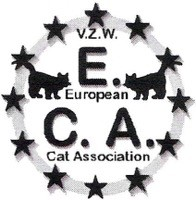 V.Z.W.
E.
European
C. A.
Cat Association